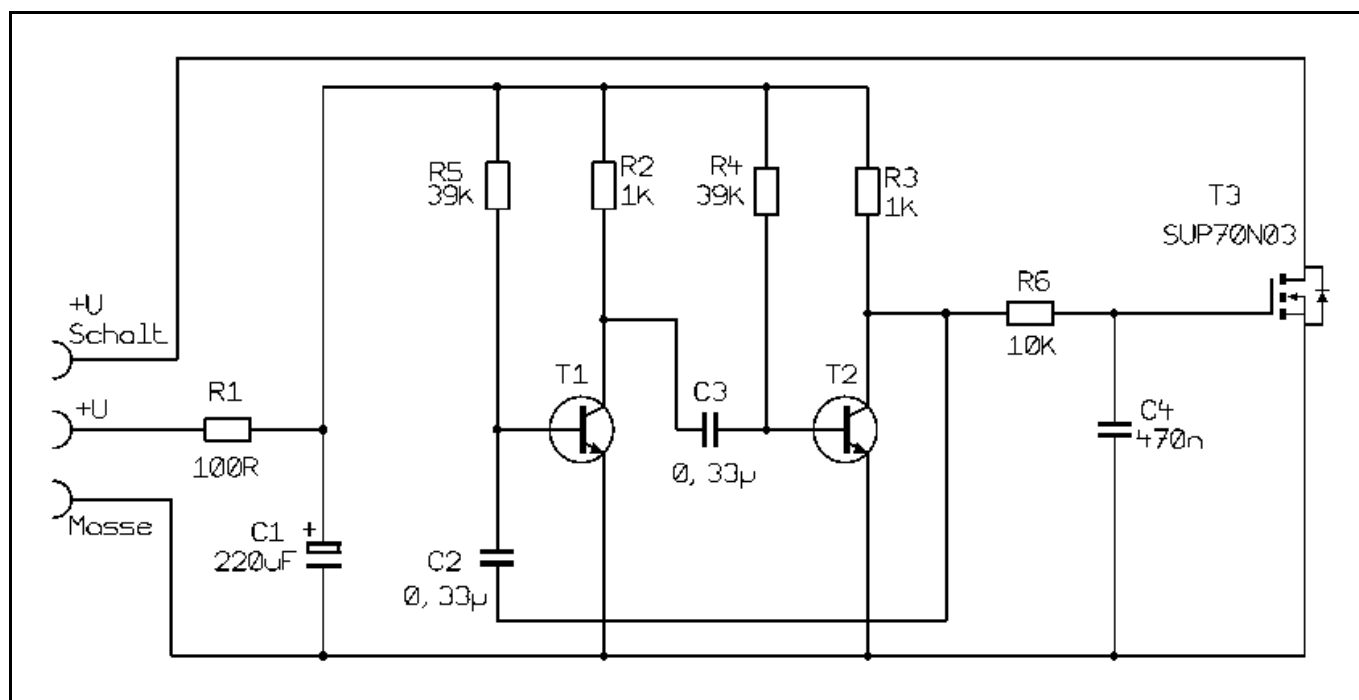 R5
39K
R2
1K
R4
39K
R3
1K
T3
SUP70N03
+U
Schalt
R6
10K
R1
100R
+U
T1
C3
0,33µ
T2
C4
470n
Masse
C1 +
220uF
C2
0,33µ